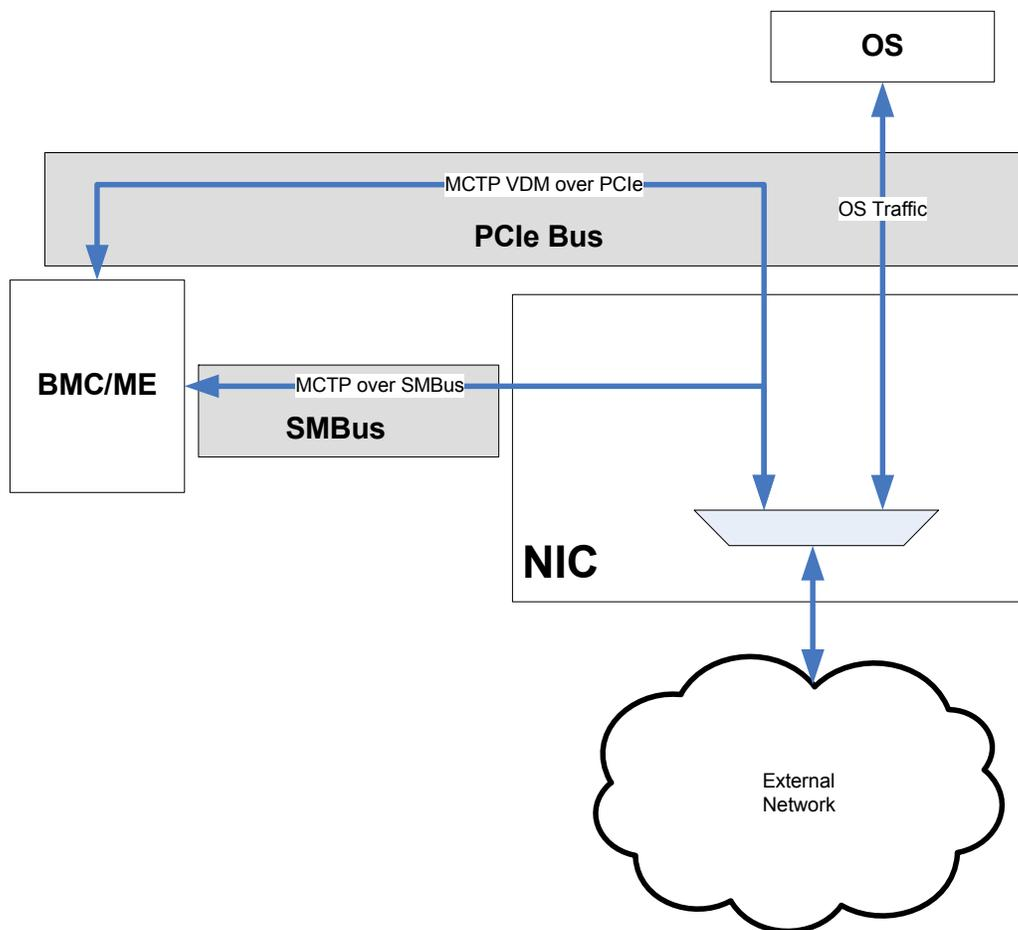 OS
MCTP VDM over PCIe
OS Traffic
PCIe Bus
BMC/ME
MCTP over SMBus
SMBus
NIC
External
Network